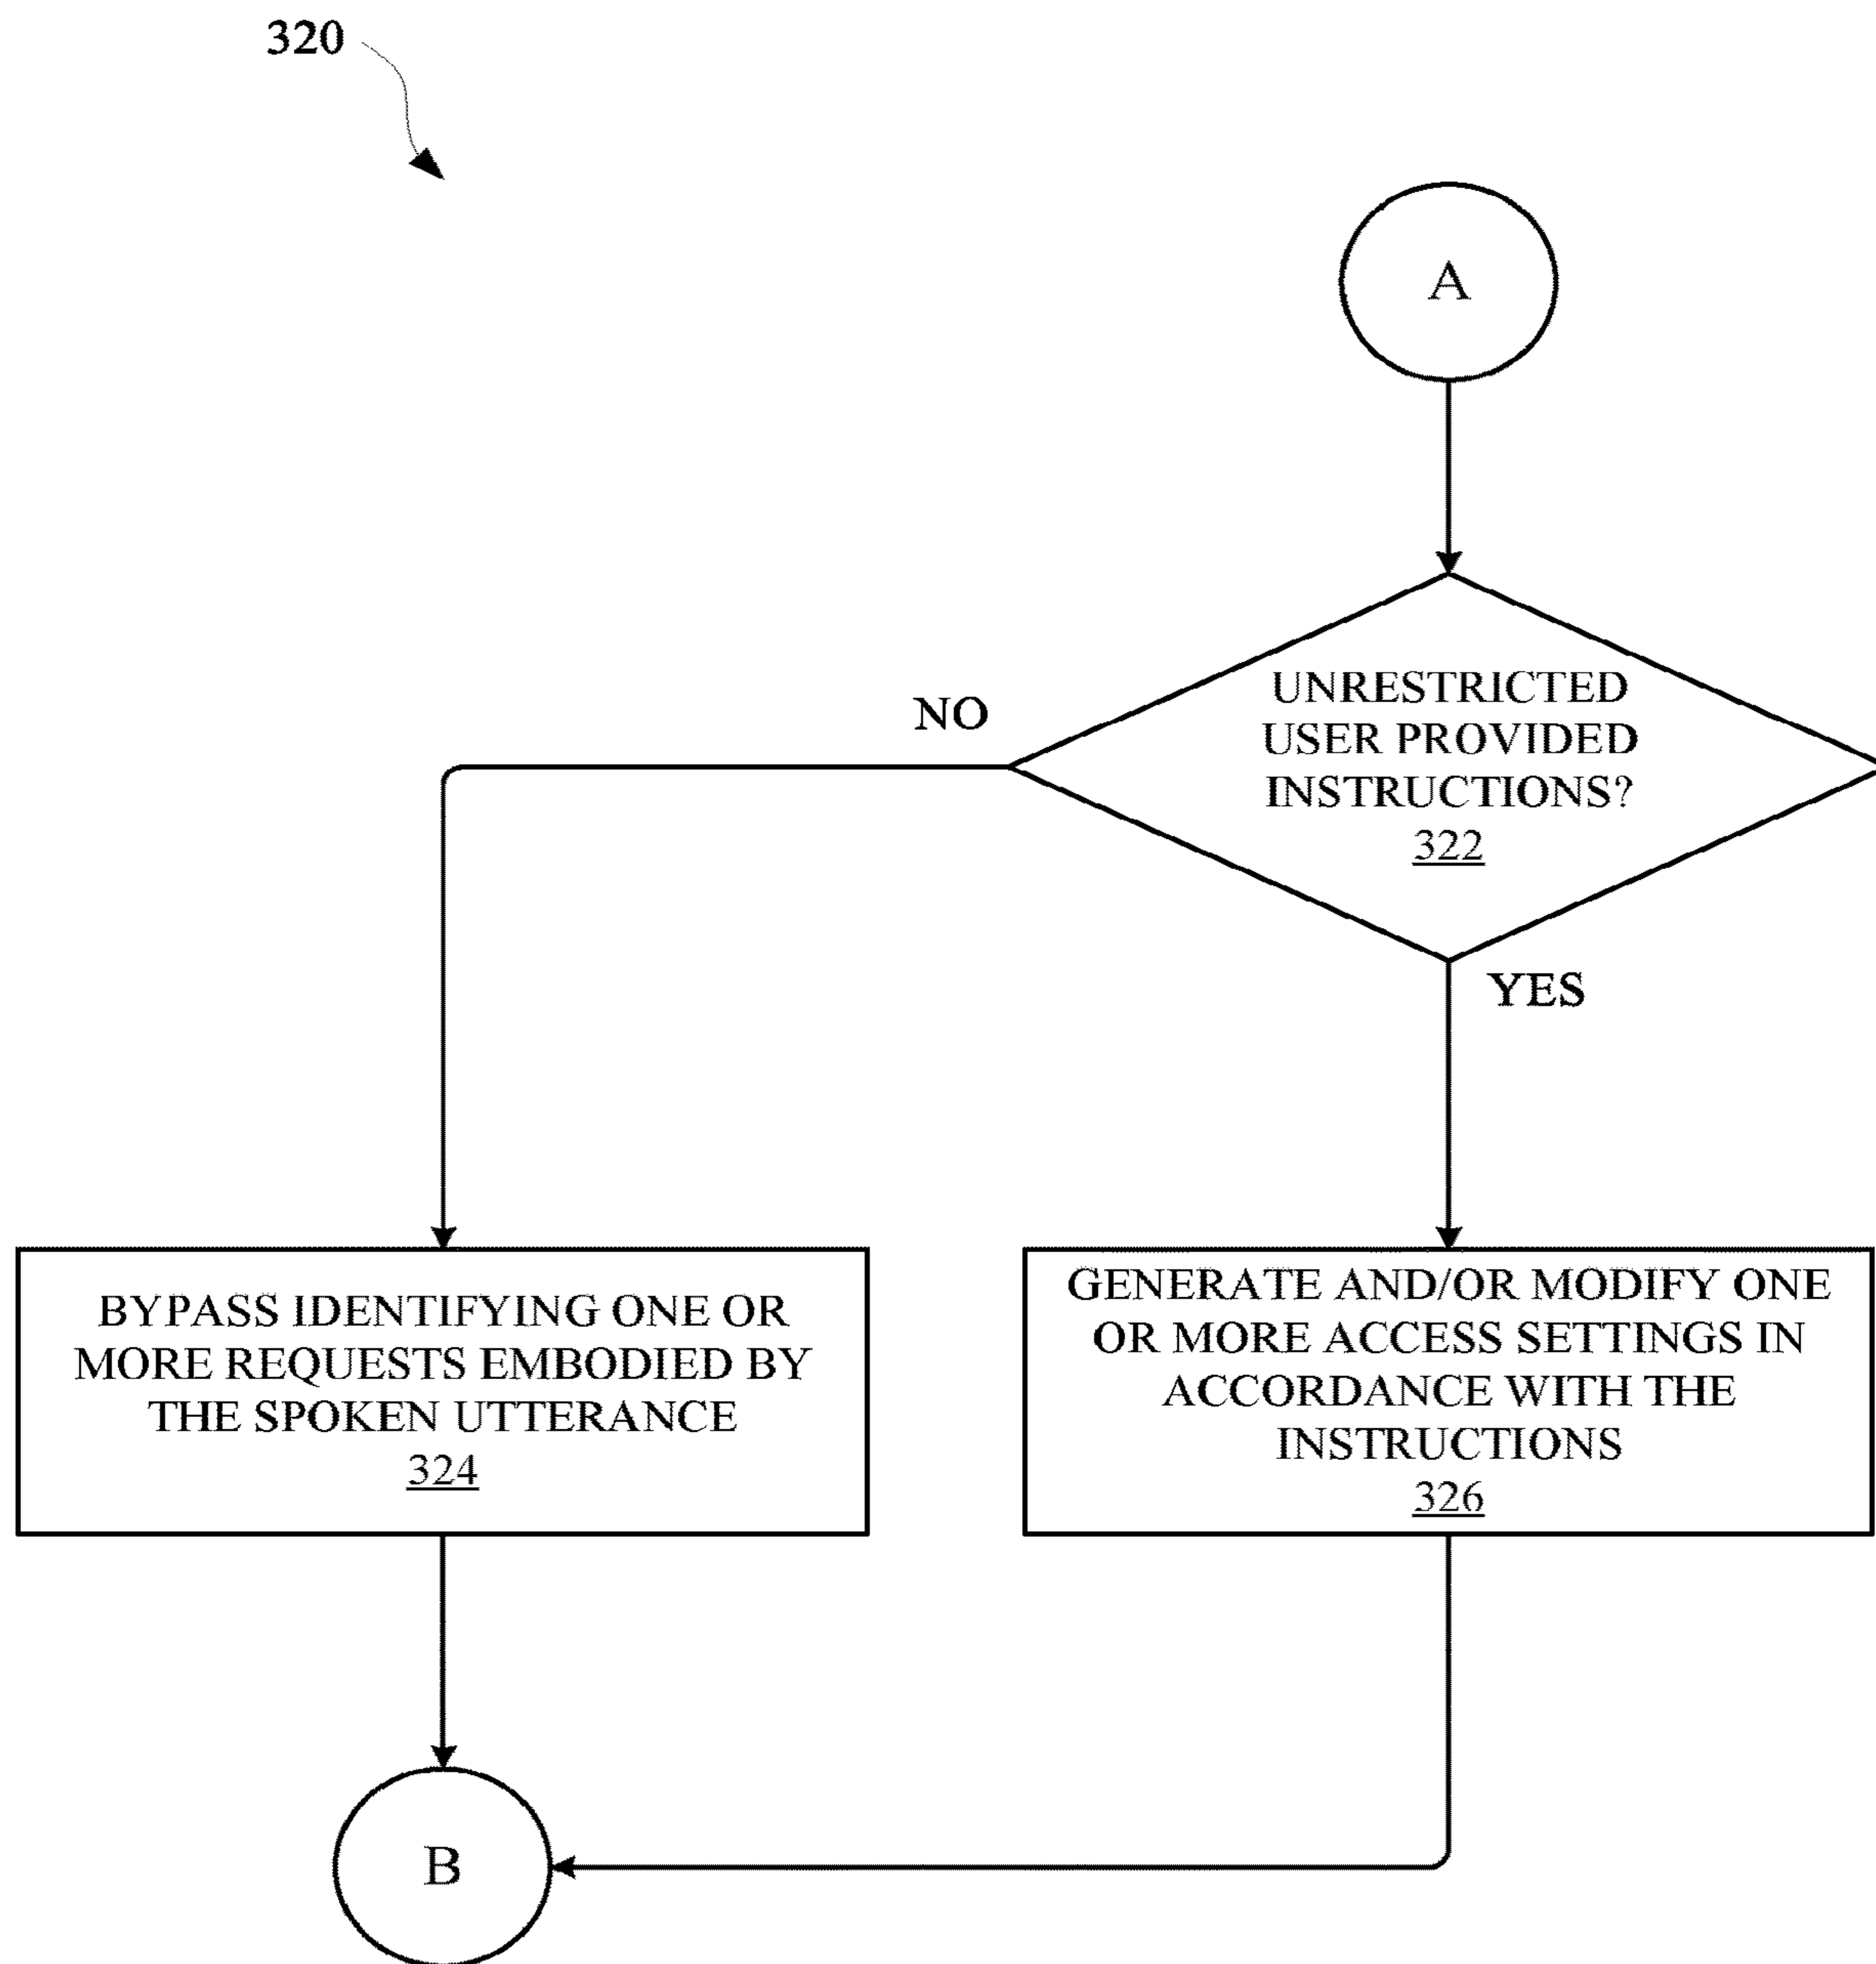 320
A
UNRESTRICTED
USER PROVIDED
INSTRUCTIONS?
322
NO
YES
BYPASS IDENTIFYING ONE OR
MORE REQUESTS EMBODIED BY
THE SPOKEN UTTERANCE
324
GENERATE AND/OR MODIFY ONE
OR MORE ACCESS SETTINGS IN
ACCORDANCE WITH THE
INSTRUCTIONS
326
B